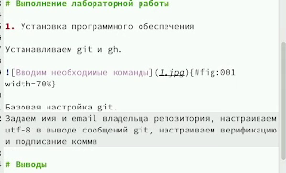 # Выполнение лабораторной работы
1. Установка программного обеспечения
Устанавливаем git и gh.
![Вводим необходимые команды](1.jpg){#fig:001
width=70%}
Базовая настройка git
Задаем имя и email владельца репозитория, настраиваем
utf-8 в выводе сообщений git, настраиваем верификацию
и подписание комми
# Выводы